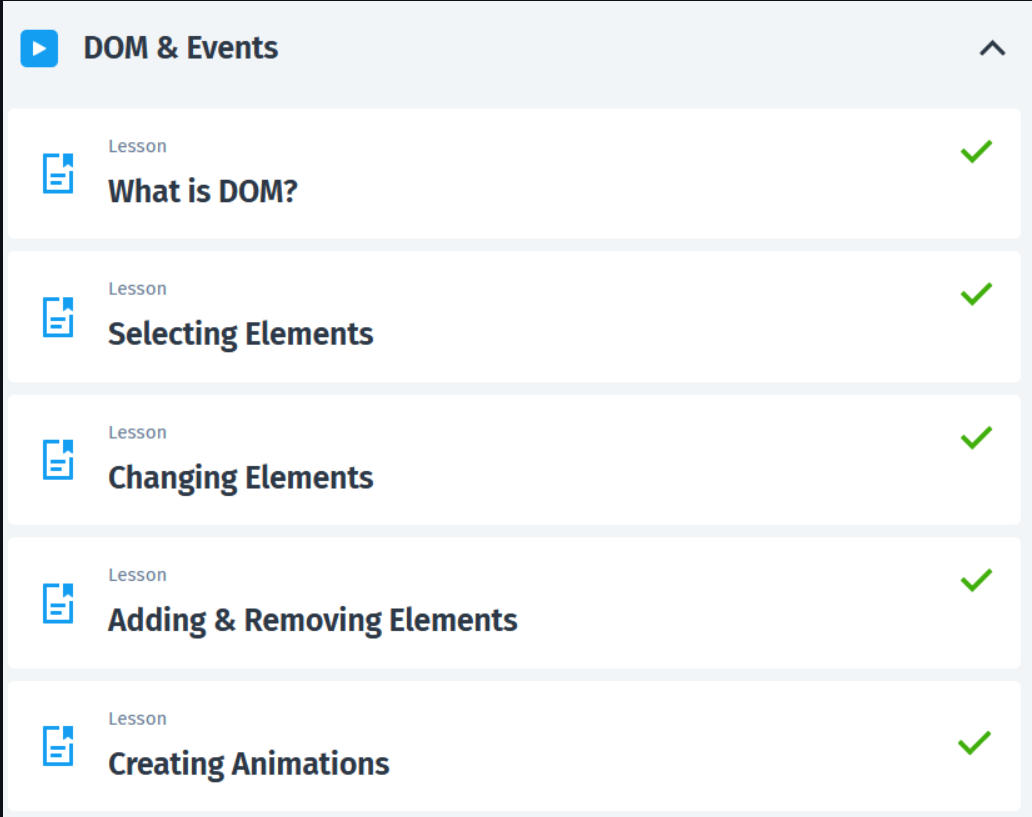 DOM & Events
Lesson
What is DOM?
Lesson
Selecting Elements
Lesson
Changing Elements
Lesson
Adding & Removing Elements
Lesson
Creating Animations